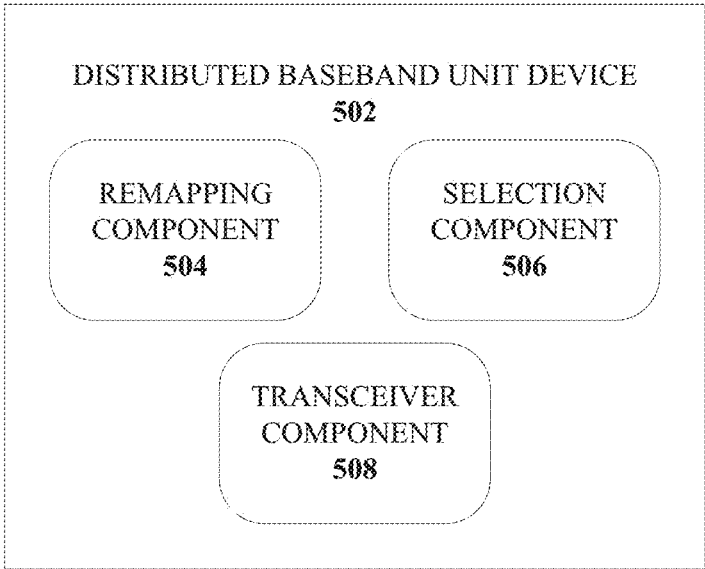 DISTRIBUTED BASEBAND UNIT DEVICE
502
REMAPPING
COMPONENT
504
SELECTION
COMPONENT
506
TRANSCEIVER
COMPONENT
508